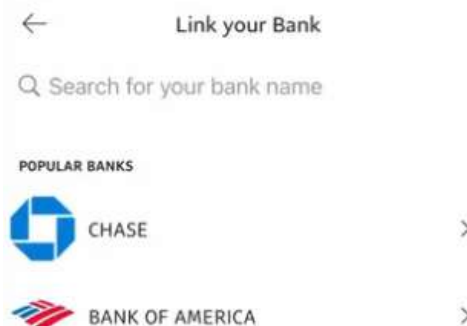 Link your Bank
Search for your bank name
POPULAR BANKS
CHASE
BANK OF AMERICA